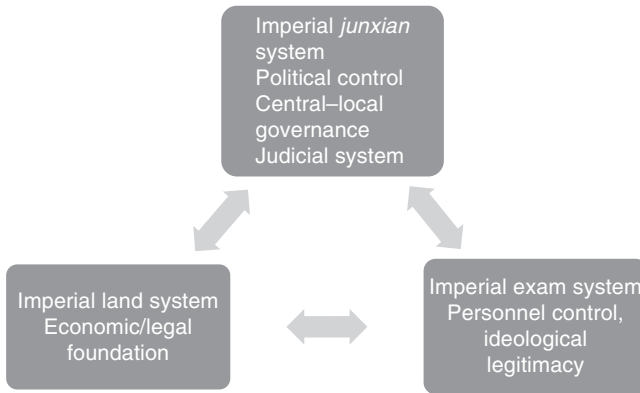 Imperial junxian
system
Political control
Central–local
governance
Judicial system
Imperial land system
Economic/legal
foundation
Imperial exam system
Personnel control,
ideological
legitimacy